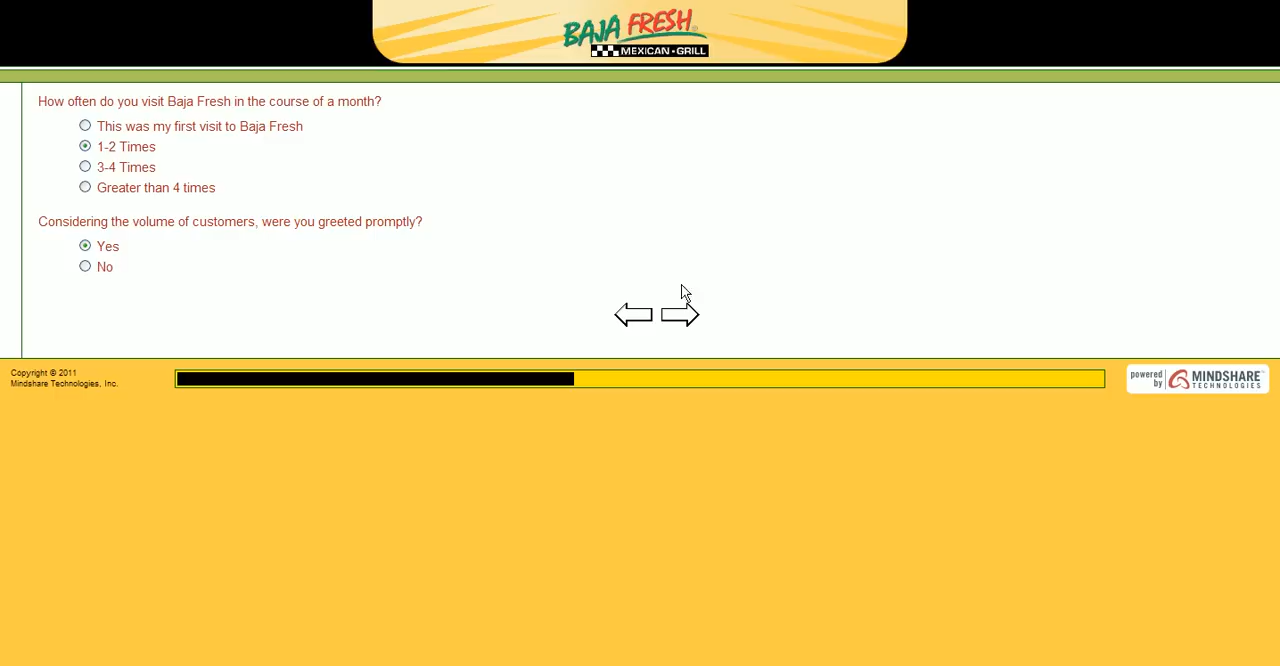 BAJA FRESH
MEXICAN • GRILL
How often do you visit Baja Fresh in the course of a month?
This was my first visit to Baja Fresh
1-2 Times
3-4 Times
Greater than 4 times
Considering the volume of customers, were you greeted promptly?
Yes
No
Copyright © 2011
Mindshare Technologies, Inc.
powered by MINDSHARE
TECHNOLOGIES